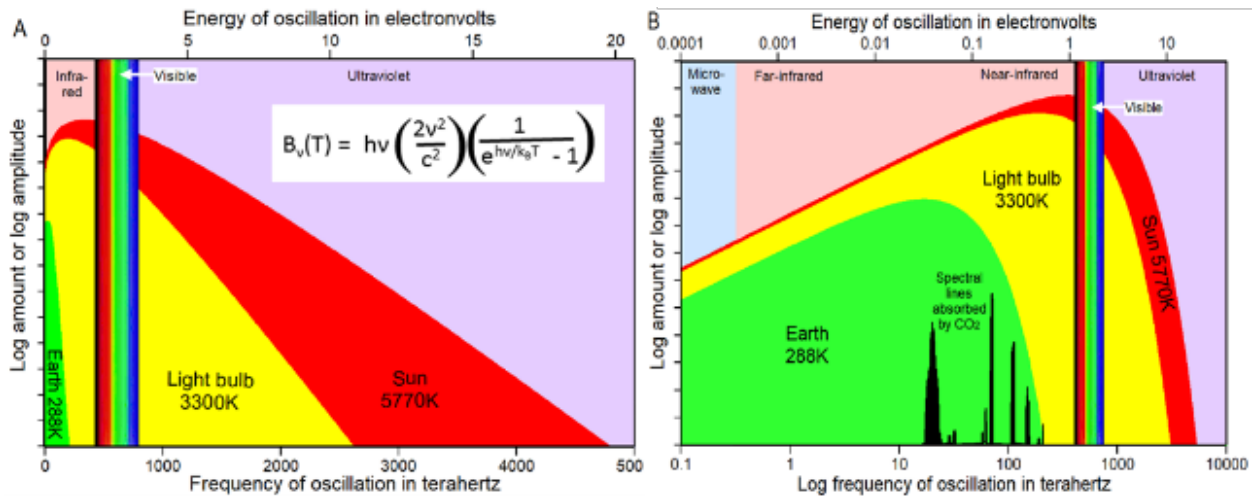 A
Energy of oscillation in electronvolts
0 5 10 15 20
Infra-
red
Visible
Ultraviolet
Bν(T) = hν (2ν²/c²) (1/(e^hν/kBT - 1))
Log amount or log amplitude
Earth 288K
Light bulb
3300K
Sun
5770K
0 1000 2000 3000 4000 500
Frequency of oscillation in terahertz
B
Energy of oscillation in electronvolts
0.0001 0.001 0.01 0.1 1 10
Micro-
wave
Far-infrared
Near-infrared
Ultraviolet
Visible
Log amount or log amplitude
Light bulb
3300K
Sun 5770K
Spectral
lines
absorbed
by CO₂
Earth
288K
0.1 1 10 100 1000 10000
Log frequency of oscillation in terahertz